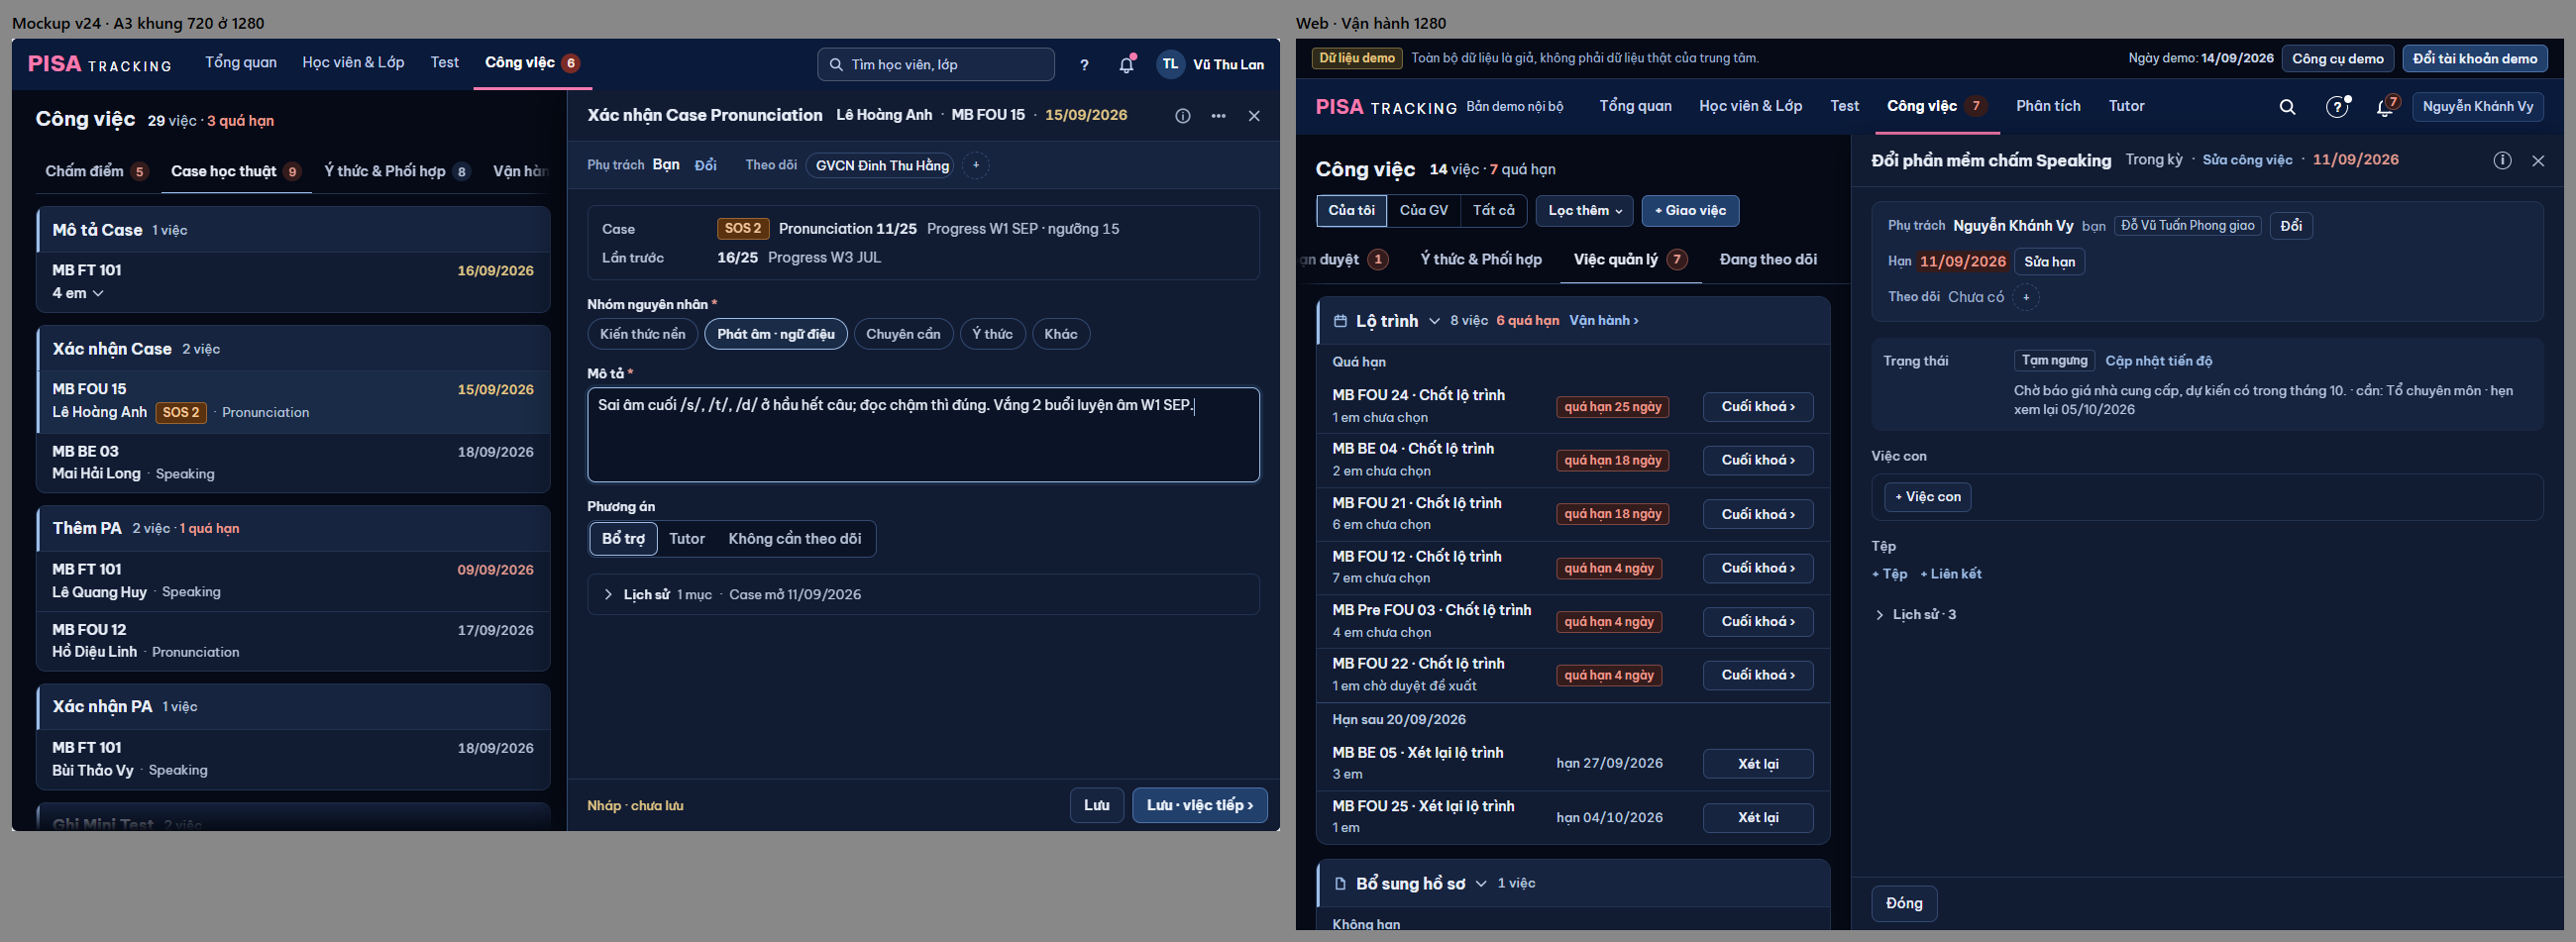 Mockup v24 · A3 khung 720 ở 1280
PISA TRACKING Tổng quan Học viên & Lớp Test Công việc 6 Tìm học viên, lớp ? TL Vũ Thu Lan
Công việc 29 việc · 3 quá hạn
Chấm điểm 5 Case học thuật 9 Ý thức & Phối hợp 8 Vận hàn
Mô tả Case 1 việc
MB FT 101 16/09/2026
4 em
Xác nhận Case 2 việc
MB FOU 15 15/09/2026
Lê Hoàng Anh SOS 2 · Pronunciation
MB BE 03 18/09/2026
Mai Hải Long · Speaking
Thêm PA 2 việc · 1 quá hạn
MB FT 101 09/09/2026
Lê Quang Huy · Speaking
MB FOU 12 17/09/2026
Hồ Diệu Linh · Pronunciation
Xác nhận PA 1 việc
MB FT 101 18/09/2026
Bùi Thảo Vy · Speaking
Ghi Mini Test 2 việc
Xác nhận Case Pronunciation Lê Hoàng Anh · MB FOU 15 · 15/09/2026
Phụ trách Bạn Đổi Theo dõi GVCN Đinh Thu Hằng +
Case SOS 2 Pronunciation 11/25 Progress W1 SEP · ngưỡng 15
Lần trước 16/25 Progress W3 JUL
Nhóm nguyên nhân *
Kiến thức nền Phát âm · ngữ điệu Chuyên cần Ý thức Khác
Mô tả *
Sai âm cuối /s/, /t/, /d/ ở hầu hết câu; đọc chậm thì đúng. Vắng 2 buổi luyện âm W1 SEP.
Phương án
Bổ trợ Tutor Không cần theo dõi
Lịch sử 1 mục · Case mở 11/09/2026
Nháp · chưa lưu Lưu Lưu · việc tiếp ›
Web · Vận hành 1280
Dữ liệu demo Toàn bộ dữ liệu là giả, không phải dữ liệu thật của trung tâm. Ngày demo: 14/09/2026 Công cụ demo Đổi tài khoản demo
PISA TRACKING Bản demo nội bộ Tổng quan Học viên & Lớp Test Công việc 7 Phân tích Tutor ? 7 Nguyễn Khánh Vy
Công việc 14 việc · 7 quá hạn
Của tôi Của GV Tất cả Lọc thêm + Giao việc
ạn duyệt 1 Ý thức & Phối hợp Việc quản lý 7 Đang theo dõi
Lộ trình 8 việc 6 quá hạn Vận hành ›
Quá hạn
MB FOU 24 · Chốt lộ trình quá hạn 25 ngày Cuối khoá ›
1 em chưa chọn
MB BE 04 · Chốt lộ trình quá hạn 18 ngày Cuối khoá ›
2 em chưa chọn
MB FOU 21 · Chốt lộ trình quá hạn 18 ngày Cuối khoá ›
6 em chưa chọn
MB FOU 12 · Chốt lộ trình quá hạn 4 ngày Cuối khoá ›
7 em chưa chọn
MB Pre FOU 03 · Chốt lộ trình quá hạn 4 ngày Cuối khoá ›
4 em chưa chọn
MB FOU 22 · Chốt lộ trình quá hạn 4 ngày Cuối khoá ›
1 em chờ duyệt đề xuất
Hạn sau 20/09/2026
MB BE 05 · Xét lại lộ trình hạn 27/09/2026 Xét lại
3 em
MB FOU 25 · Xét lại lộ trình hạn 04/10/2026 Xét lại
1 em
Bổ sung hồ sơ 1 việc
Không hạn
Đổi phần mềm chấm Speaking Trong kỳ · Sửa công việc · 11/09/2026
Phụ trách Nguyễn Khánh Vy bạn Đỗ Vũ Tuấn Phong giao Đổi
Hạn 11/09/2026 Sửa hạn
Theo dõi Chưa có +
Trạng thái Tạm ngưng Cập nhật tiến độ
Chờ báo giá nhà cung cấp, dự kiến có trong tháng 10. · cần: Tổ chuyên môn · hẹn
xem lại 05/10/2026
Việc con
+ Việc con
Tệp
+ Tệp + Liên kết
Lịch sử · 3
Đóng